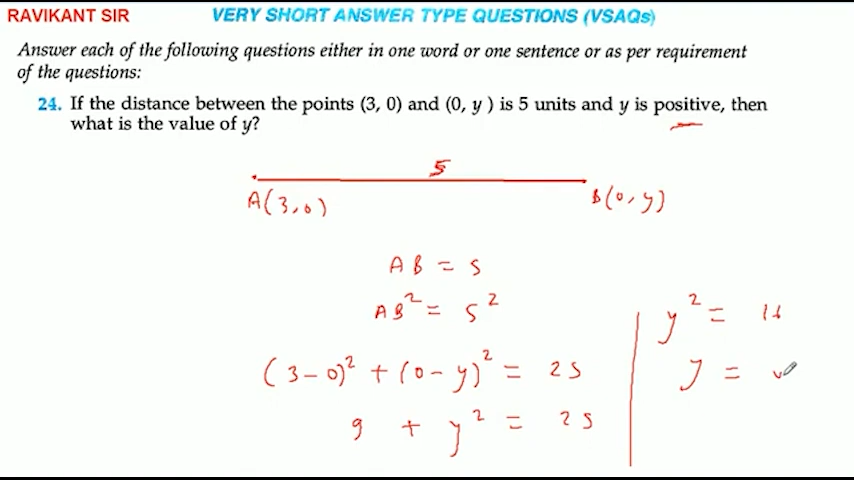 RAVIKANT SIR
VERY SHORT ANSWER TYPE QUESTIONS (VSAQs)
Answer each of the following questions either in one word or one sentence or as per requirement
of the questions:
24. If the distance between the points (3, 0) and (0, y ) is 5 units and y is positive, then
what is the value of y?
5
A(3,0)
B(0,y)
AB = 5
AB² = 5²
(3-0)² + (0-y)² = 25
9 + y² = 25
y² = 16
y =